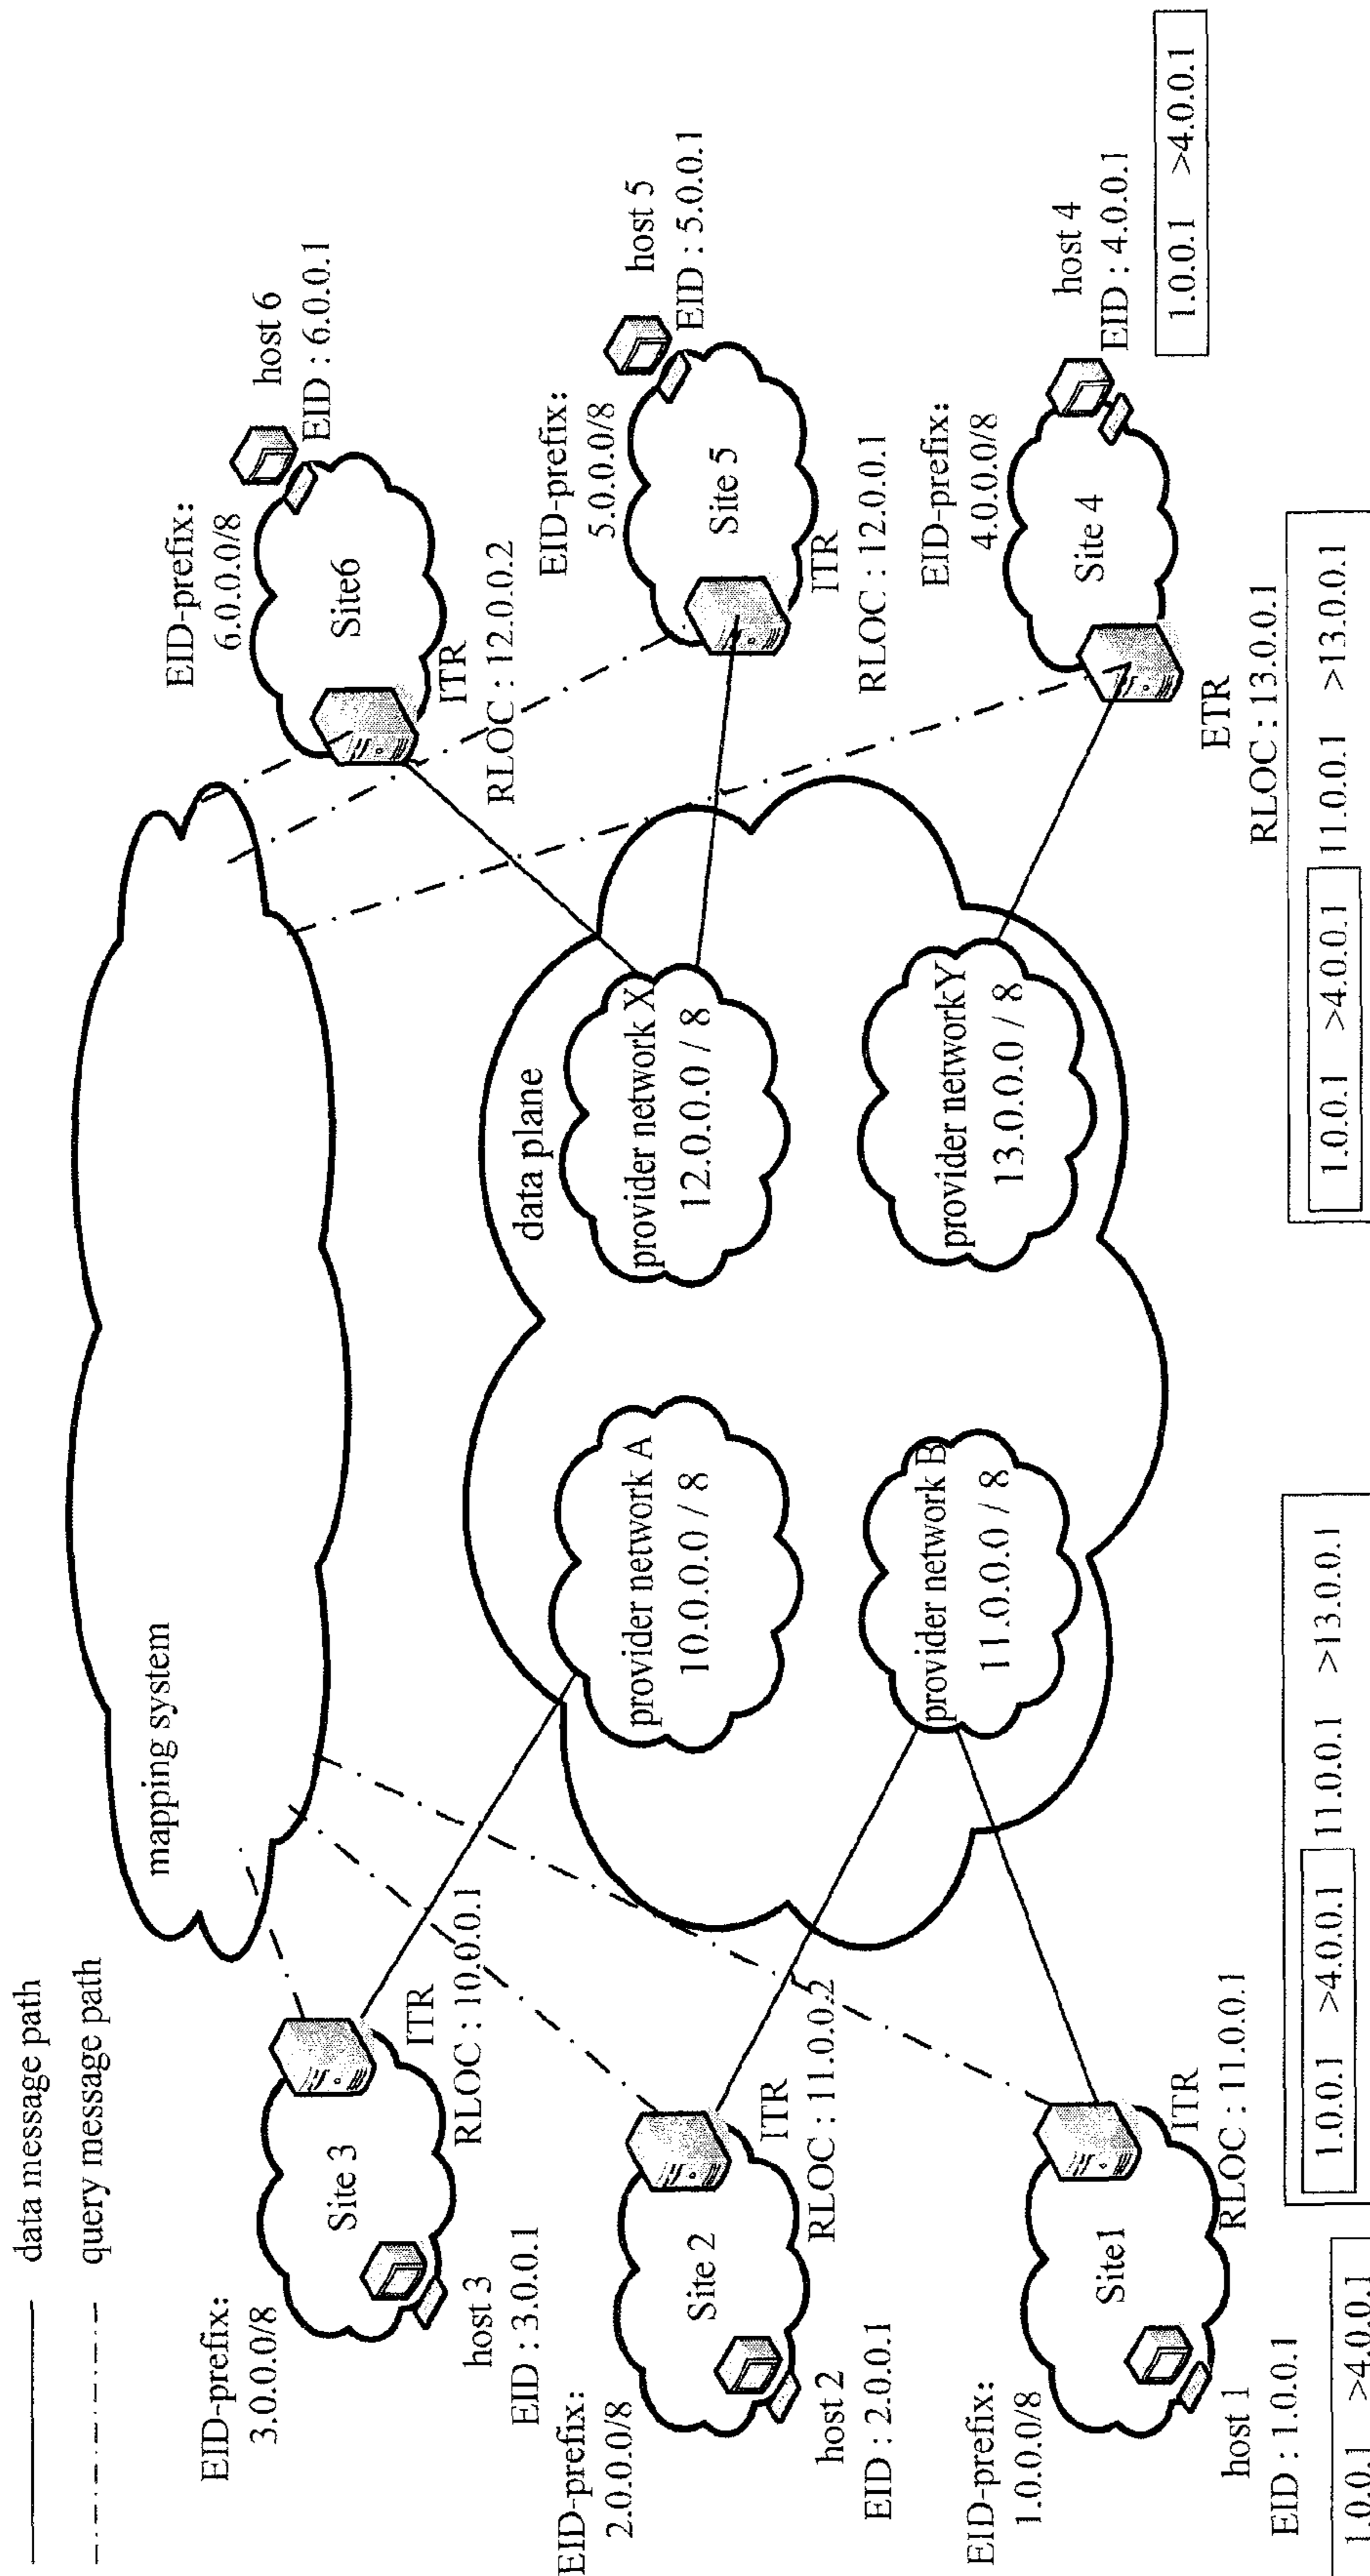 data message path
query message path
mapping system
EID-prefix:
3.0.0.0/8
Site 3
host 3
EID : 3.0.0.1
ITR
RLOC : 10.0.0.1
EID-prefix:
2.0.0.0/8
Site 2
host 2
EID : 2.0.0.1
ITR
RLOC : 11.0.0.2
EID-prefix:
1.0.0.0/8
Site1
host 1
EID : 1.0.0.1
ITR
RLOC : 11.0.0.1
data plane
provider network A
10.0.0.0 / 8
provider network B
11.0.0.0 / 8
provider network X
12.0.0.0 / 8
provider network Y
13.0.0.0 / 8
EID-prefix:
6.0.0.0/8
Site6
host 6
EID : 6.0.0.1
ITR
RLOC : 12.0.0.2
EID-prefix:
5.0.0.0/8
Site 5
host 5
EID : 5.0.0.1
ITR
RLOC : 12.0.0.1
EID-prefix:
4.0.0.0/8
Site 4
host 4
EID : 4.0.0.1
ETR
RLOC : 13.0.0.1
1.0.0.1 >4.0.0.1
1.0.0.1 >4.0.0.1 11.0.0.1 >13.0.0.1
1.0.0.1 >4.0.0.1 11.0.0.1 >13.0.0.1
1.0.0.1 >4.0.0.1